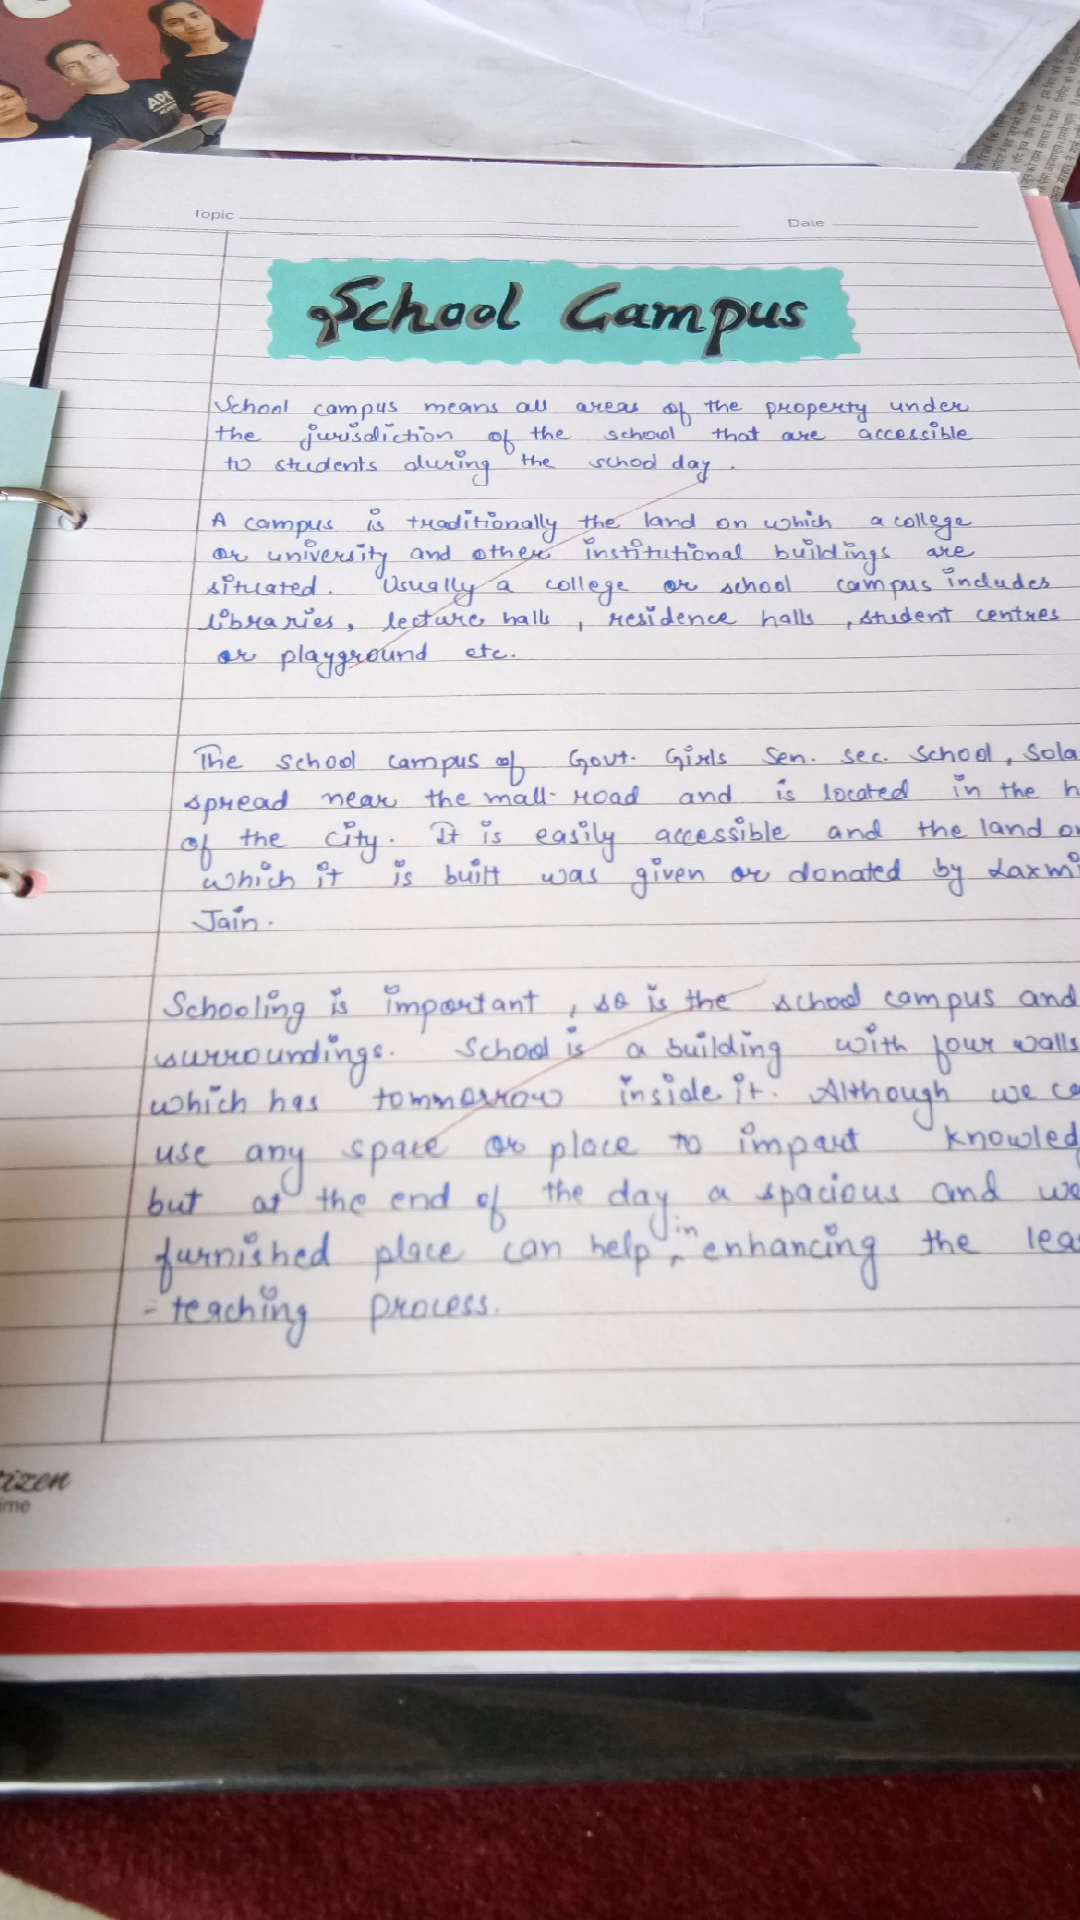 Topic
Date
School Campus
School campus means all areas of the property under
the jurisdiction of the school that are accessible
to students during the school day.
A campus is traditionally the land on which a college
or university and other institutional buildings are
situated. Usually a college or school campus includes
libraries, lecture halls, residence halls, student centres
or playground etc.
The school campus of Govt. Girls Sen. Sec. School, Sola
spread near the mall-road and is located in the h
of the city. It is easily accessible and the land on
which it is built was given or donated by Laxmi
Jain.
Schooling is important, so is the school campus and
surroundings. School is a building with four walls
which has tommorrow inside it. Although we ca
use any space or place to impart knowled
but at the end of the day a spacious and we
furnished place can help in enhancing the lea
- teaching process.
tizen
ime